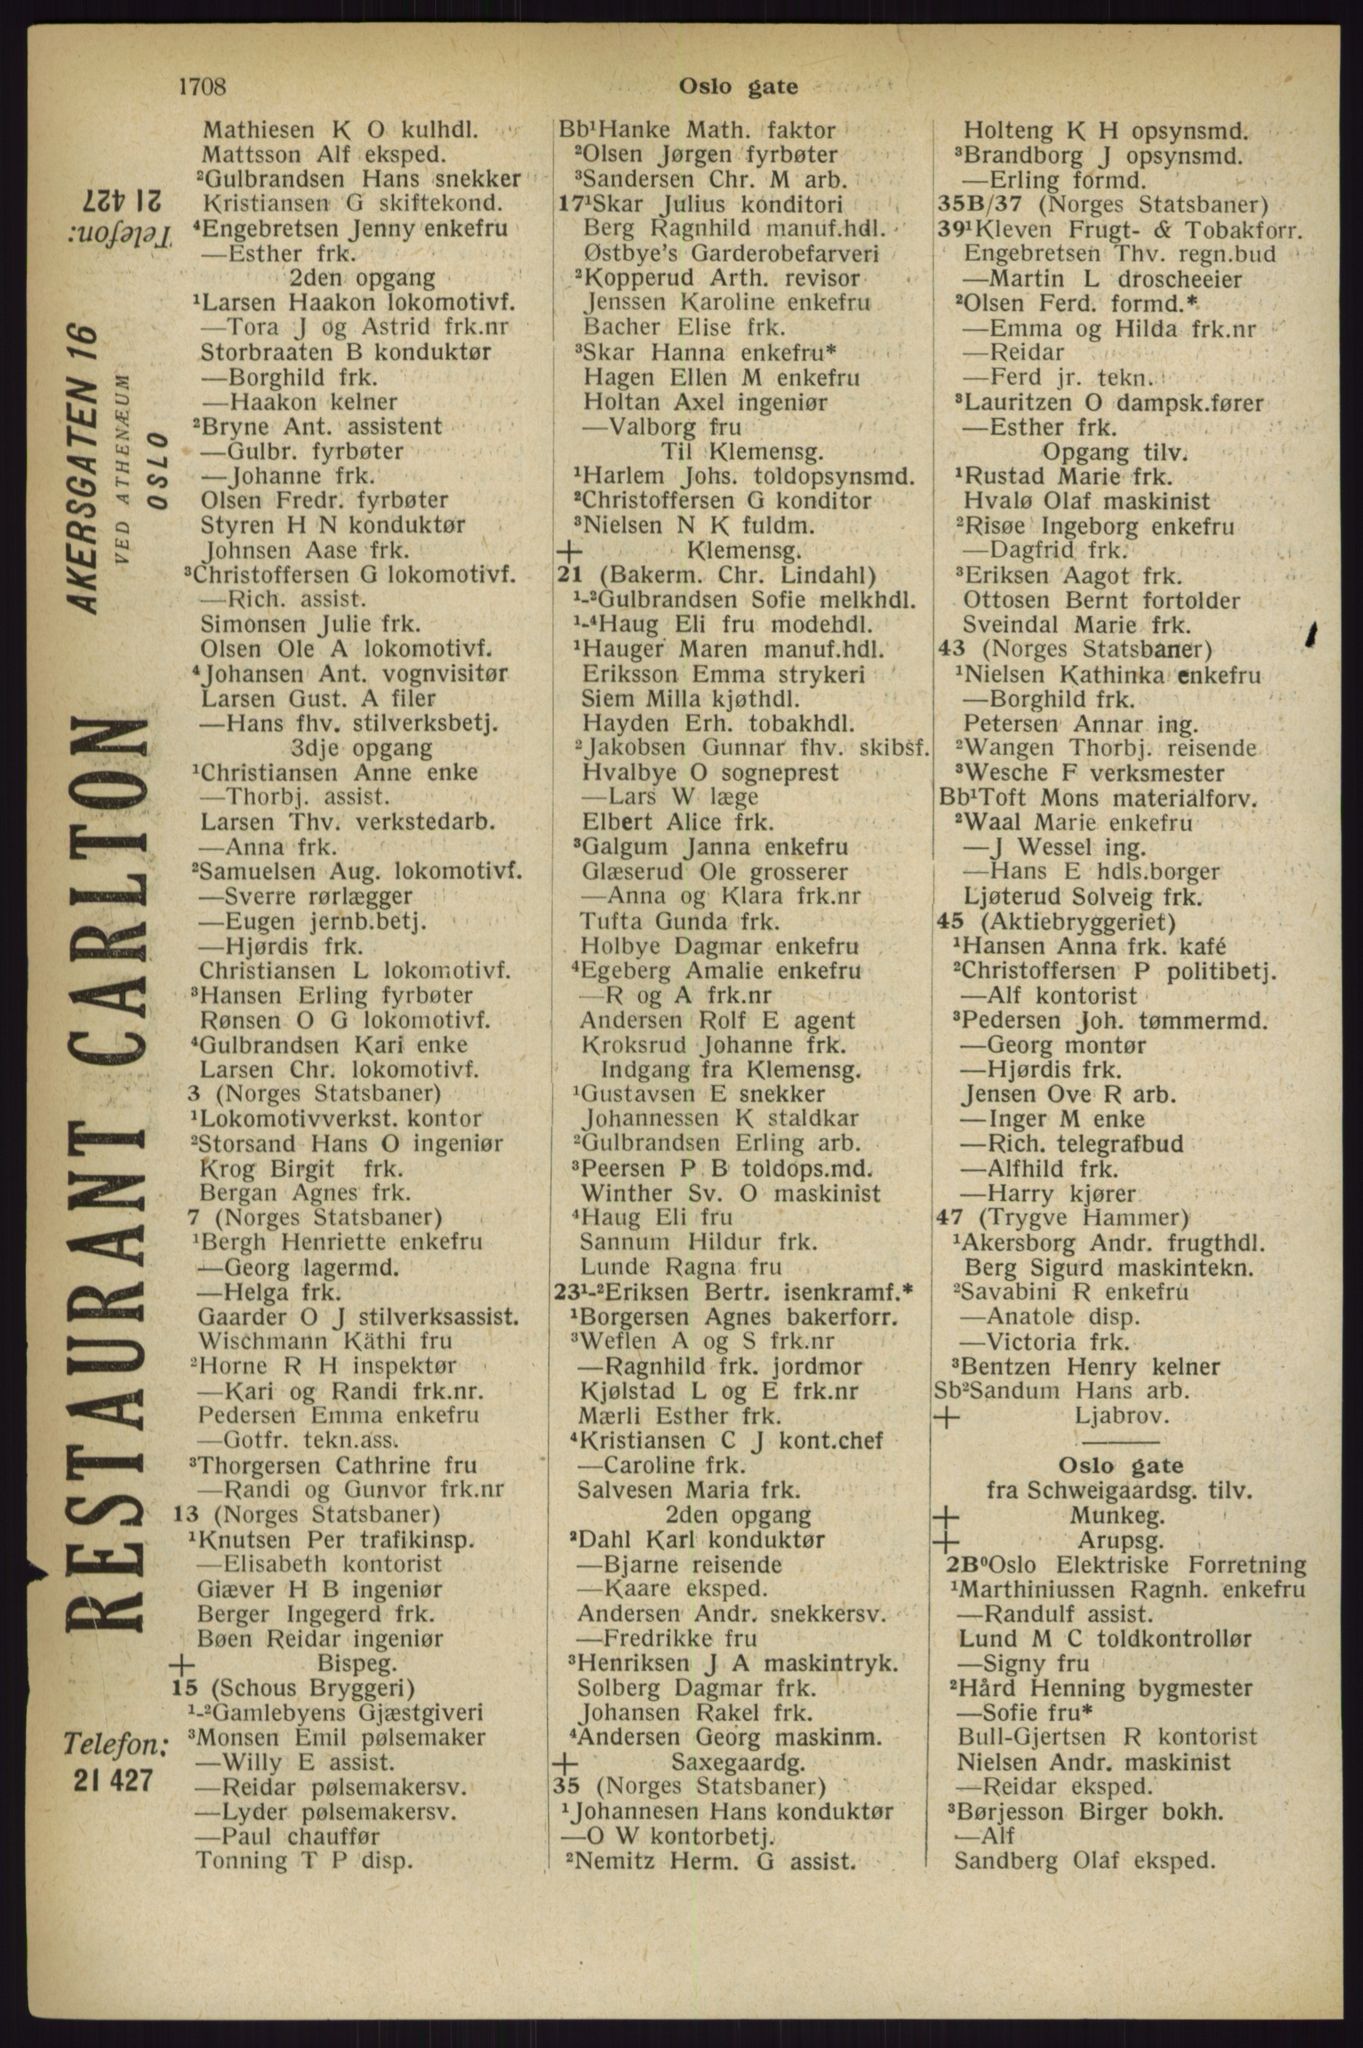 1708
Oslo gate
Telefon:
21 427
AKERSGATEN 16
VED ATHENÆUM
OSLO
RESTAURANT CARLTON
Telefon:
21 427
Mathiesen K O kulhdl.
Mattsson Alf eksped.
²Gulbrandsen Hans snekker
Kristiansen G skiftekond.
⁴Engebretsen Jenny enkefru
—Esther frk.
2den opgang
¹Larsen Haakon lokomotivf.
—Tora J og Astrid frk.nr
Storbraaten B konduktør
—Borghild frk.
—Haakon kelner
²Bryne Ant. assistent
—Gulbr. fyrbøter
—Johanne frk.
Olsen Fredr. fyrbøter
Styren H N konduktør
Johnsen Aase frk.
³Christoffersen G lokomotivf.
—Rich. assist.
Simonsen Julie frk.
Olsen Ole A lokomotivf.
⁴Johansen Ant. vognvisitør
Larsen Gust. A filer
—Hans fhv. stilverksbetj.
3dje opgang
¹Christiansen Anne enke
—Thorbj. assist.
Larsen Thv. verkstedarb.
—Anna frk.
²Samuelsen Aug. lokomotivf.
—Sverre rørlægger
—Eugen jernb.betj.
—Hjørdis frk.
Christiansen L lokomotivf.
³Hansen Erling fyrbøter
Rønsen O G lokomotivf.
⁴Gulbrandsen Kari enke
Larsen Chr. lokomotivf.
3 (Norges Statsbaner)
¹Lokomotivverkst. kontor
²Storsand Hans O ingeniør
Krog Birgit frk.
Bergan Agnes frk.
7 (Norges Statsbaner)
¹Bergh Henriette enkefru
—Georg lagermd.
—Helga frk.
Gaarder O J stilverksassist.
Wischmann Käthi fru
²Horne R H inspektør
—Kari og Randi frk.nr.
Pedersen Emma enkefru
—Gotfr. tekn.ass.
³Thorgersen Cathrine fru
—Randi og Gunvor frk.nr
13 (Norges Statsbaner)
¹Knutsen Per trafikinsp.
—Elisabeth kontorist
Giæver H B ingeniør
Berger Ingegerd frk.
Bøen Reidar ingeniør
+ Bispeg.
15 (Schous Bryggeri)
¹-²Gamlebyens Gjæstgiveri
³Monsen Emil pølsemaker
—Willy E assist.
—Reidar pølsemakersv.
—Lyder pølsemakersv.
—Paul chauffør
Tonning T P disp.
Bb¹Hanke Math. faktor
²Olsen Jørgen fyrbøter
³Sandersen Chr. M arb.
17¹Skar Julius konditori
Berg Ragnhild manuf.hdl.
Østbye's Garderobefarveri
²Kopperud Arth. revisor
Jenssen Karoline enkefru
Bacher Elise frk.
³Skar Hanna enkefru*
Hagen Ellen M enkefru
Holtan Axel ingeniør
—Valborg fru
Til Klemensg.
¹Harlem Johs. toldopsynsmd.
²Christoffersen G konditor
³Nielsen N K fuldm.
+ Klemensg.
21 (Bakerm. Chr. Lindahl)
¹-²Gulbrandsen Sofie melkhdl.
¹-⁴Haug Eli fru modehdl.
¹Hauger Maren manuf.hdl.
Eriksson Emma strykeri
Siem Milla kjøthdl.
Hayden Erh. tobakhdl.
²Jakobsen Gunnar fhv. skibsf.
Hvalbye O sogneprest
—Lars W læge
Elbert Alice frk.
³Galgum Janna enkefru
Glæserud Ole grosserer
—Anna og Klara frk.nr
Tufta Gunda frk.
Holbye Dagmar enkefru
⁴Egeberg Amalie enkefru
—R og A frk.nr
Andersen Rolf E agent
Kroksrud Johanne frk.
Indgang fra Klemensg.
¹Gustavsen E snekker
Johannessen K staldkar
²Gulbrandsen Erling arb.
³Peersen P B toldops.md.
Winther Sv. O maskinist
⁴Haug Eli fru
Sannum Hildur frk.
Lunde Ragna fru
23¹-²Eriksen Bertr. isenkramf.*
¹Borgersen Agnes bakerforr.
³Weflen A og S frk.nr
—Ragnhild frk. jordmor
Kjølstad L og E frk.nr
Mærli Esther frk.
⁴Kristiansen C J kont.chef
—Caroline frk.
Salvesen Maria frk.
2den opgang
²Dahl Karl konduktør
—Bjarne reisende
—Kaare eksped.
Andersen Andr. snekkersv.
—Fredrikke fru
³Henriksen J A maskintryk.
Solberg Dagmar frk.
Johansen Rakel frk.
⁴Andersen Georg maskinm.
+ Saxegaardg.
35 (Norges Statsbaner)
¹Johannesen Hans konduktør
—O W kontorbetj.
²Nemitz Herm. G assist.
Holteng K H opsynsmd.
³Brandborg J opsynsmd.
—Erling formd.
35B/37 (Norges Statsbaner)
39¹Kleven Frugt- & Tobakforr.
Engebretsen Thv. regn.bud
—Martin L droscheeier
²Olsen Ferd. formd.*
—Emma og Hilda frk.nr
—Reidar
—Ferd jr. tekn.
³Lauritzen O dampsk.fører
—Esther frk.
Opgang tilv.
¹Rustad Marie frk.
Hvalø Olaf maskinist
²Risøe Ingeborg enkefru
—Dagfrid frk.
³Eriksen Aagot frk.
Ottosen Bernt fortolder
Sveindal Marie frk.
43 (Norges Statsbaner)
¹Nielsen Kathinka enkefru
—Borghild frk.
Petersen Annar ing.
²Wangen Thorbj. reisende
³Wesche F verksmester
Bb¹Toft Mons materialforv.
²Waal Marie enkefru
—J Wessel ing.
—Hans E hdls.borger
Ljøterud Solveig frk.
45 (Aktiebryggeriet)
¹Hansen Anna frk. kafé
²Christoffersen P politibetj.
—Alf kontorist
³Pedersen Joh. tømmermd.
—Georg montør
—Hjørdis frk.
Jensen Ove R arb.
—Inger M enke
—Rich. telegrafbud
—Alfhild frk.
—Harry kjører
47 (Trygve Hammer)
¹Akersborg Andr. frugthdl.
Berg Sigurd maskintekn.
²Savabini R enkefru
—Anatole disp.
—Victoria frk.
³Bentzen Henry kelner
Sb²Sandum Hans arb.
+ Ljabrov.
Oslo gate
fra Schweigaardsg. tilv.
+ Munkeg.
+ Arupsg.
2B⁰Oslo Elektriske Forretning
¹Marthiniussen Ragnh. enkefru
—Randulf assist.
Lund M C toldkontrollør
—Signy fru
²Hård Henning bygmester
—Sofie fru*
Bull-Gjertsen R kontorist
Nielsen Andr. maskinist
—Reidar eksped.
³Børjesson Birger bokh.
—Alf
Sandberg Olaf eksped.